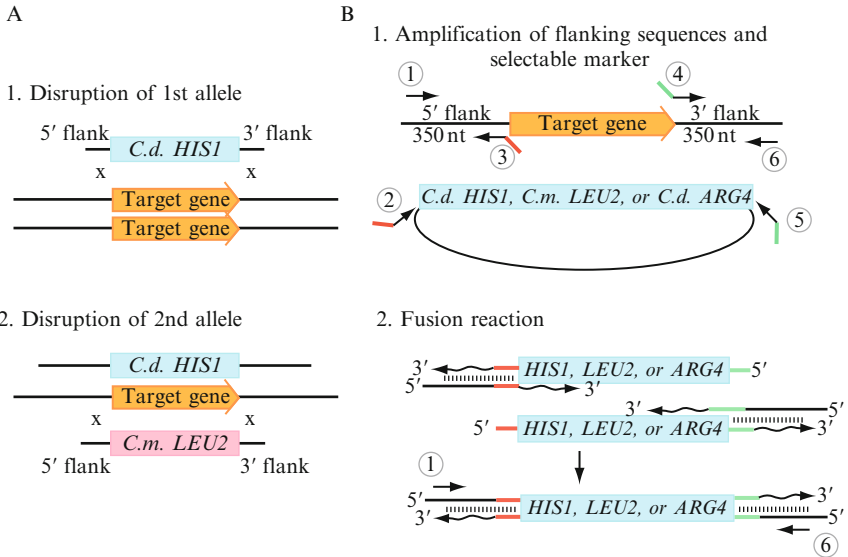 A
1. Disruption of 1st allele
5′ flank
3′ flank
C.d. HIS1
x
x
Target gene
Target gene
2. Disruption of 2nd allele
C.d. HIS1
Target gene
x
x
C.m. LEU2
5′ flank
3′ flank
B
1. Amplification of flanking sequences and
selectable marker
1
4
5′ flank
Target gene
3′ flank
350 nt
350 nt
3
6
2
C.d. HIS1, C.m. LEU2, or C.d. ARG4
5
2. Fusion reaction
3′
HIS1, LEU2, or ARG4
5′
5′
3′
3′
5′
5′
HIS1, LEU2, or ARG4
3′
1
5′
HIS1, LEU2, or ARG4
3′
3′
5′
6